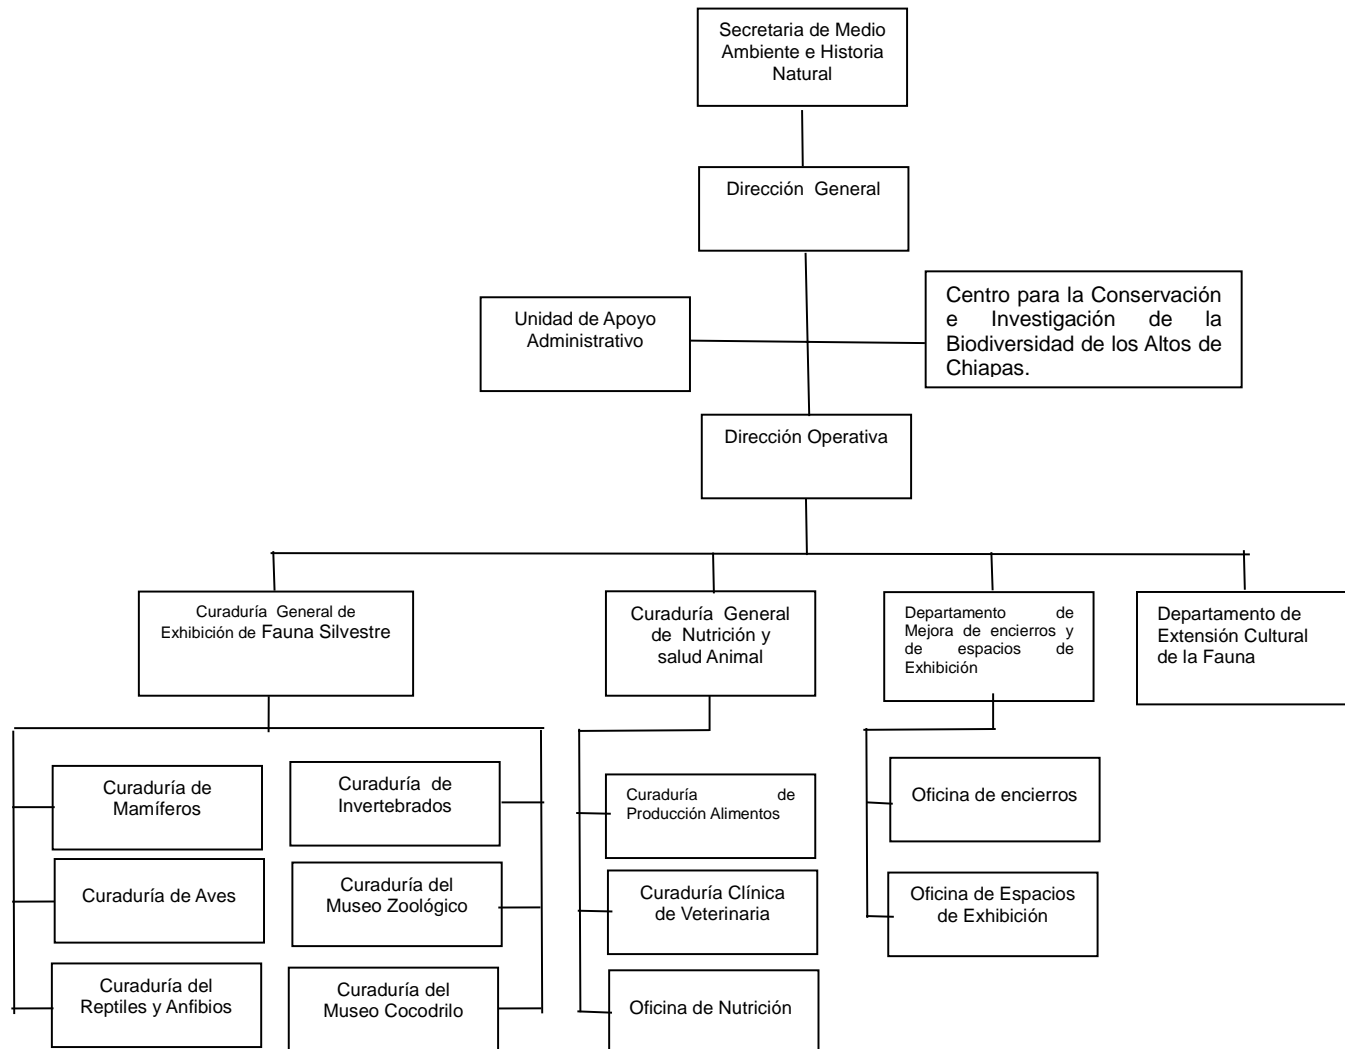 Secretaria de Medio
Ambiente e Historia
Natural
Dirección General
Unidad de Apoyo
Administrativo
Centro para la Conservación
e Investigación de la
Biodiversidad de los Altos de
Chiapas.
Dirección Operativa
Curaduría General de
Exhibición de Fauna Silvestre
Curaduría General
de Nutrición y
salud Animal
Departamento de
Mejora de encierros y
de espacios de
Exhibición
Departamento de
Extensión Cultural
de la Fauna
Curaduría de
Mamíferos
Curaduría de
Invertebrados
Curaduría de
Producción Alimentos
Oficina de encierros
Curaduría de Aves
Curaduría del
Museo Zoológico
Curaduría Clínica
de Veterinaria
Oficina de Espacios
de Exhibición
Curaduría del
Reptiles y Anfibios
Curaduría del
Museo Cocodrilo
Oficina de Nutrición